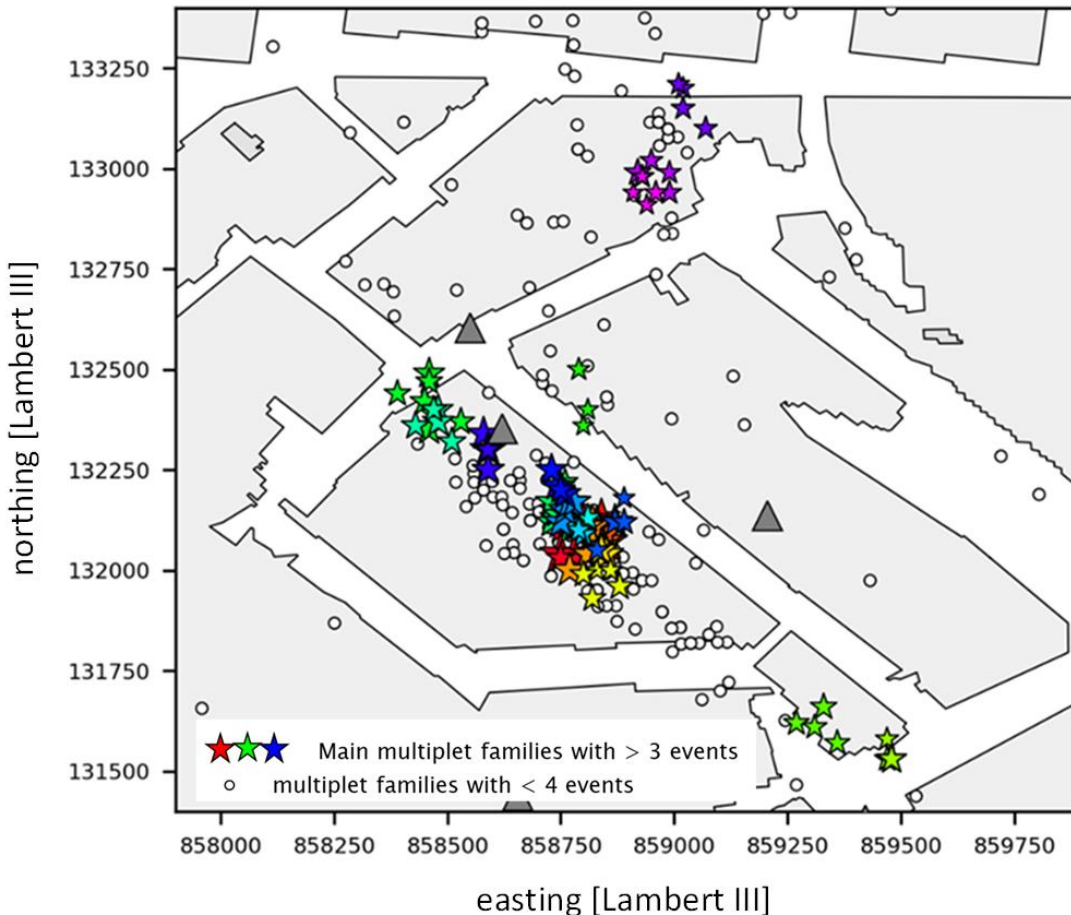 133250
133000
132750
132500
132250
132000
131750
131500
northing [Lambert III]
Main multiplet families with > 3 events
multiplet families with < 4 events
858000 858250 858500 858750 859000 859250 859500 859750
easting [Lambert III]